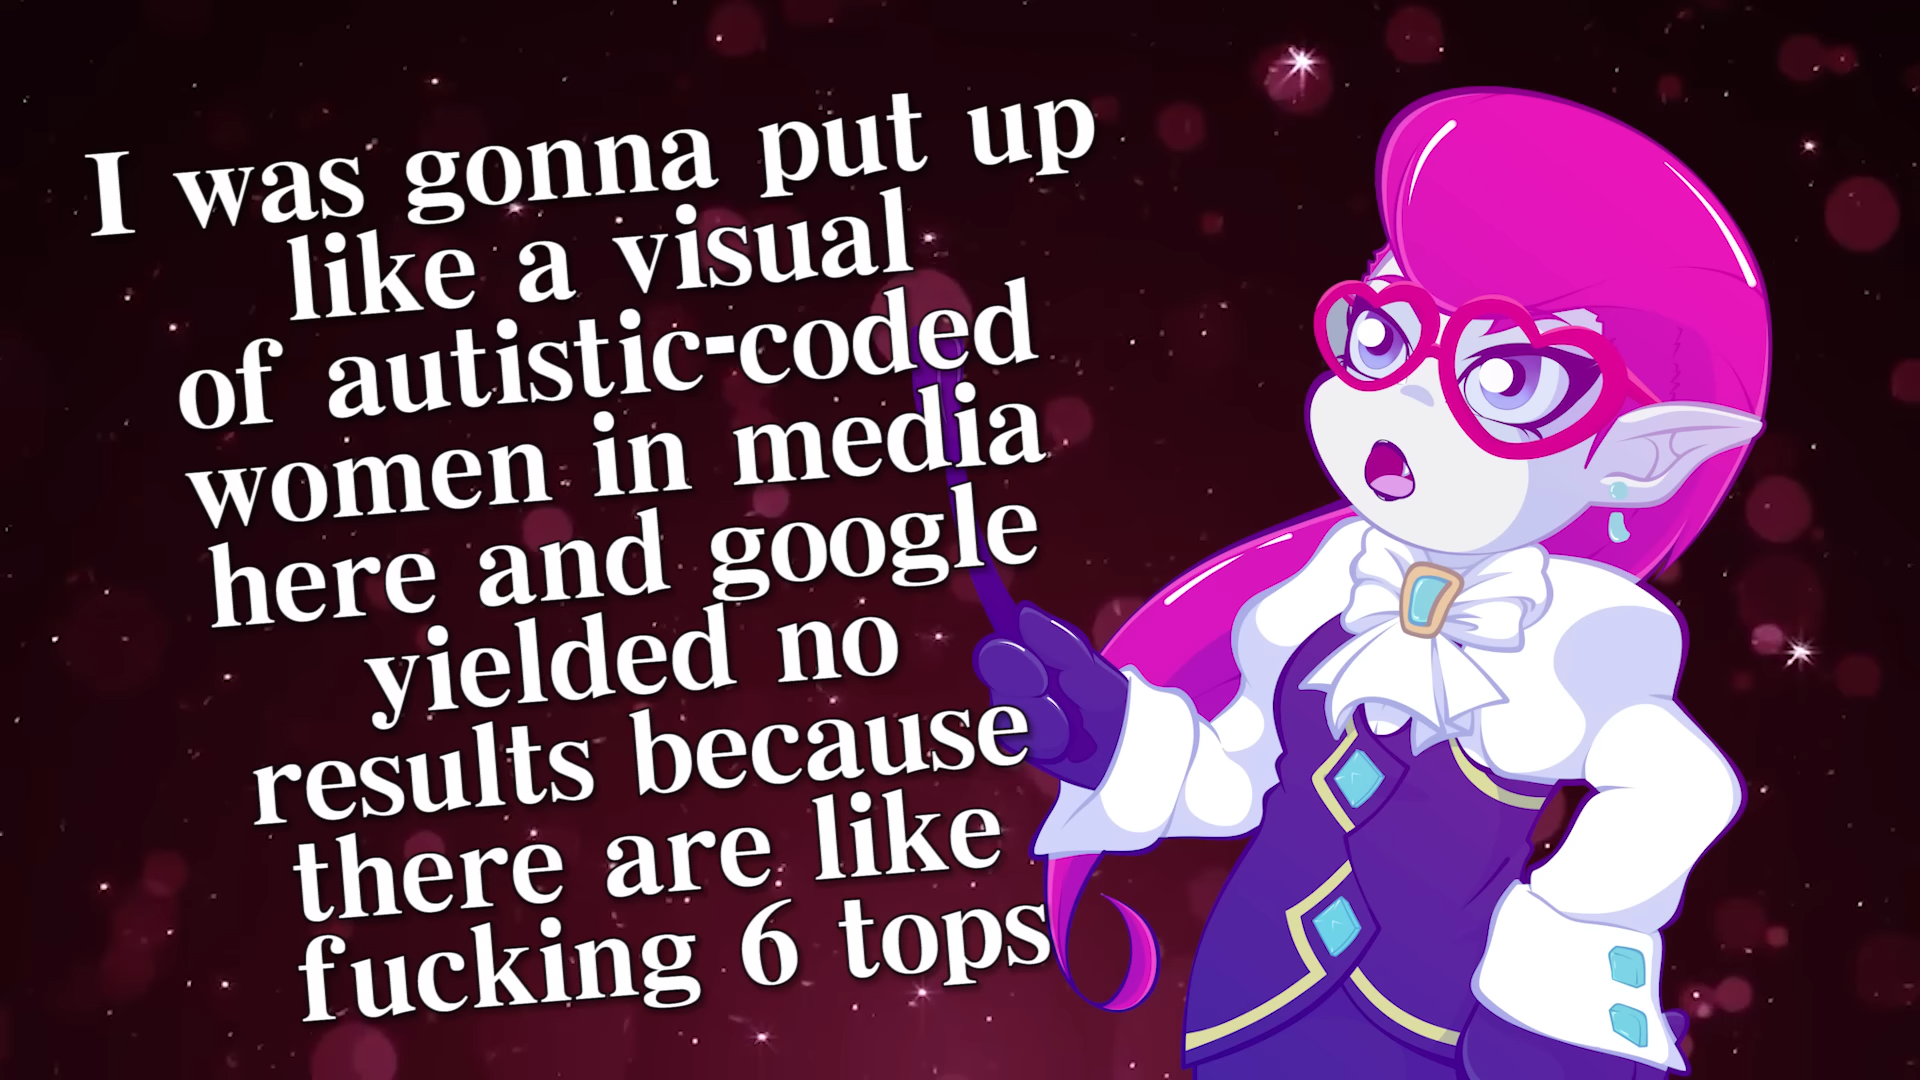 I was gonna put up
like a visual
of autistic-coded
women in media
here and google
yielded no
results because
there are like
fucking 6 tops